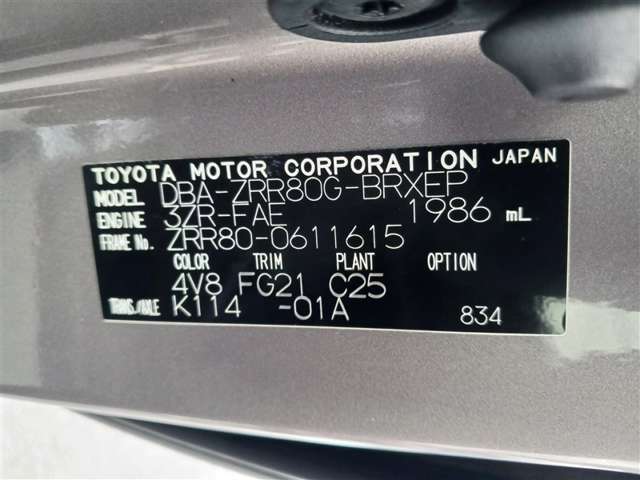 TOYOTA MOTOR CORPORATION JAPAN
MODEL DBA-ZRR80G-BRXEP
ENGINE 3ZR-FAE 1986 mL
FRAME No. ZRR80-0611615
COLOR TRIM PLANT OPTION
4V8 FG21 C25
TRANS./AXLE K114 -01A 834